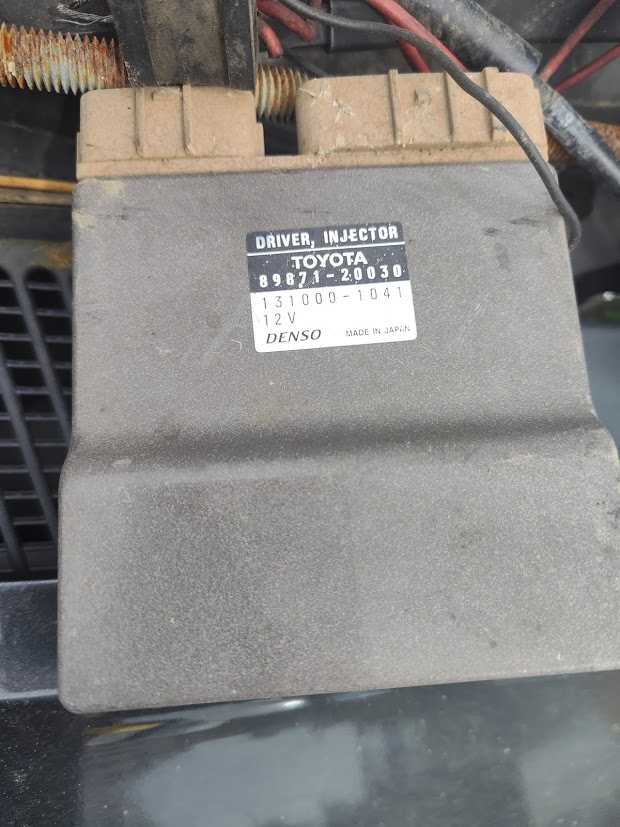 DRIVER, INJECTOR
TOYOTA
89871-20030
131000-1041
12V
DENSO MADE IN JAPAN